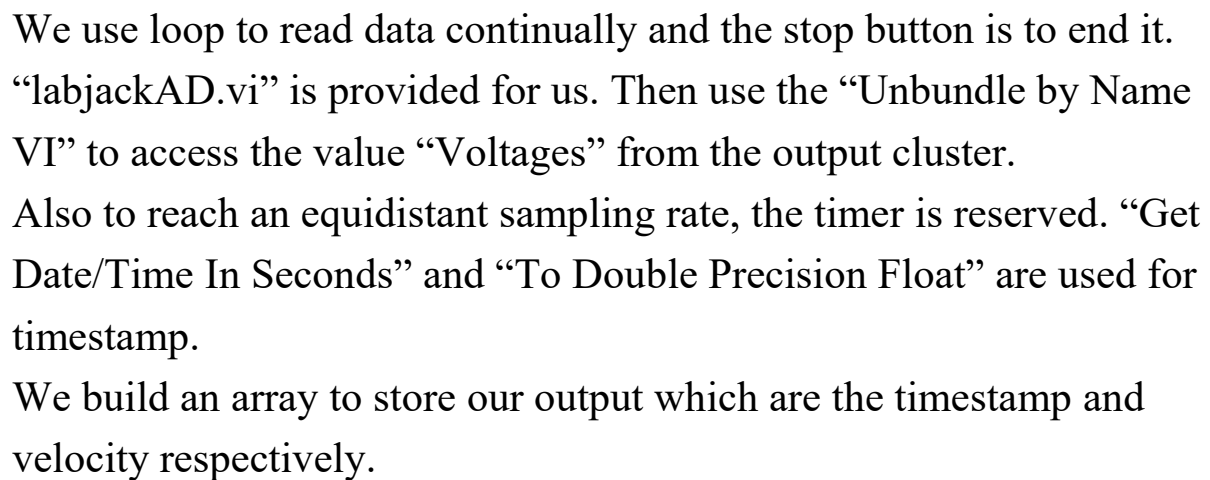 We use loop to read data continually and the stop button is to end it.
“labjackAD.vi” is provided for us. Then use the “Unbundle by Name
VI” to access the value “Voltages” from the output cluster.
Also to reach an equidistant sampling rate, the timer is reserved. “Get
Date/Time In Seconds” and “To Double Precision Float” are used for
timestamp.
We build an array to store our output which are the timestamp and
velocity respectively.